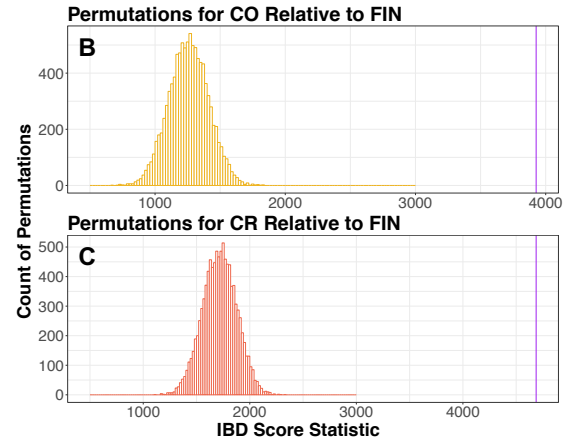 Permutations for CO Relative to FIN
B
400
200
0
1000 2000 3000 4000
Permutations for CR Relative to FIN
C
500
400
300
200
100
0
1000 2000 3000 4000
Count of Permutations
IBD Score Statistic